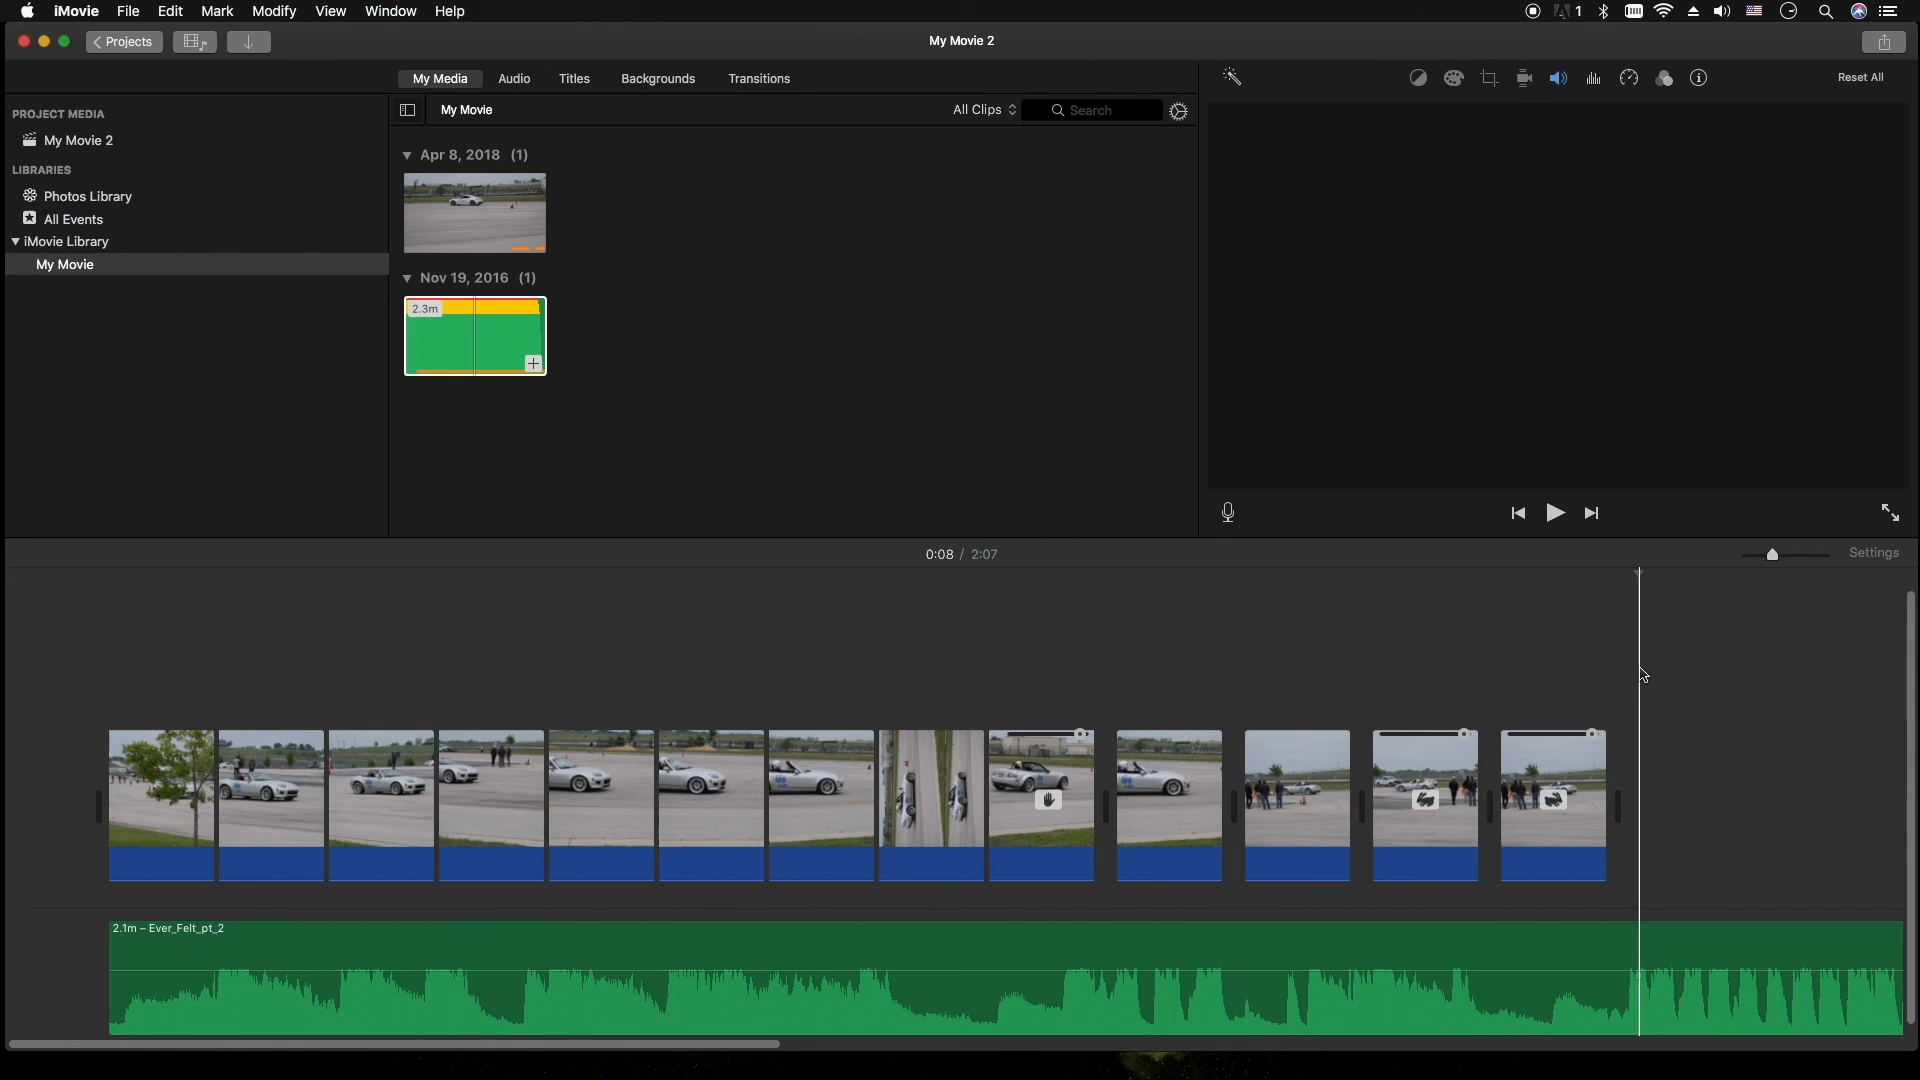 iMovie File Edit Mark Modify View Window Help 1
Projects My Movie 2
My Media Audio Titles Backgrounds Transitions Reset All
PROJECT MEDIA
My Movie 2
LIBRARIES
Photos Library
All Events
iMovie Library
My Movie
My Movie All Clips Search
Apr 8, 2018 (1)
Nov 19, 2016 (1)
2.3m
0:08 / 2:07 Settings
2.1m – Ever_Felt_pt_2